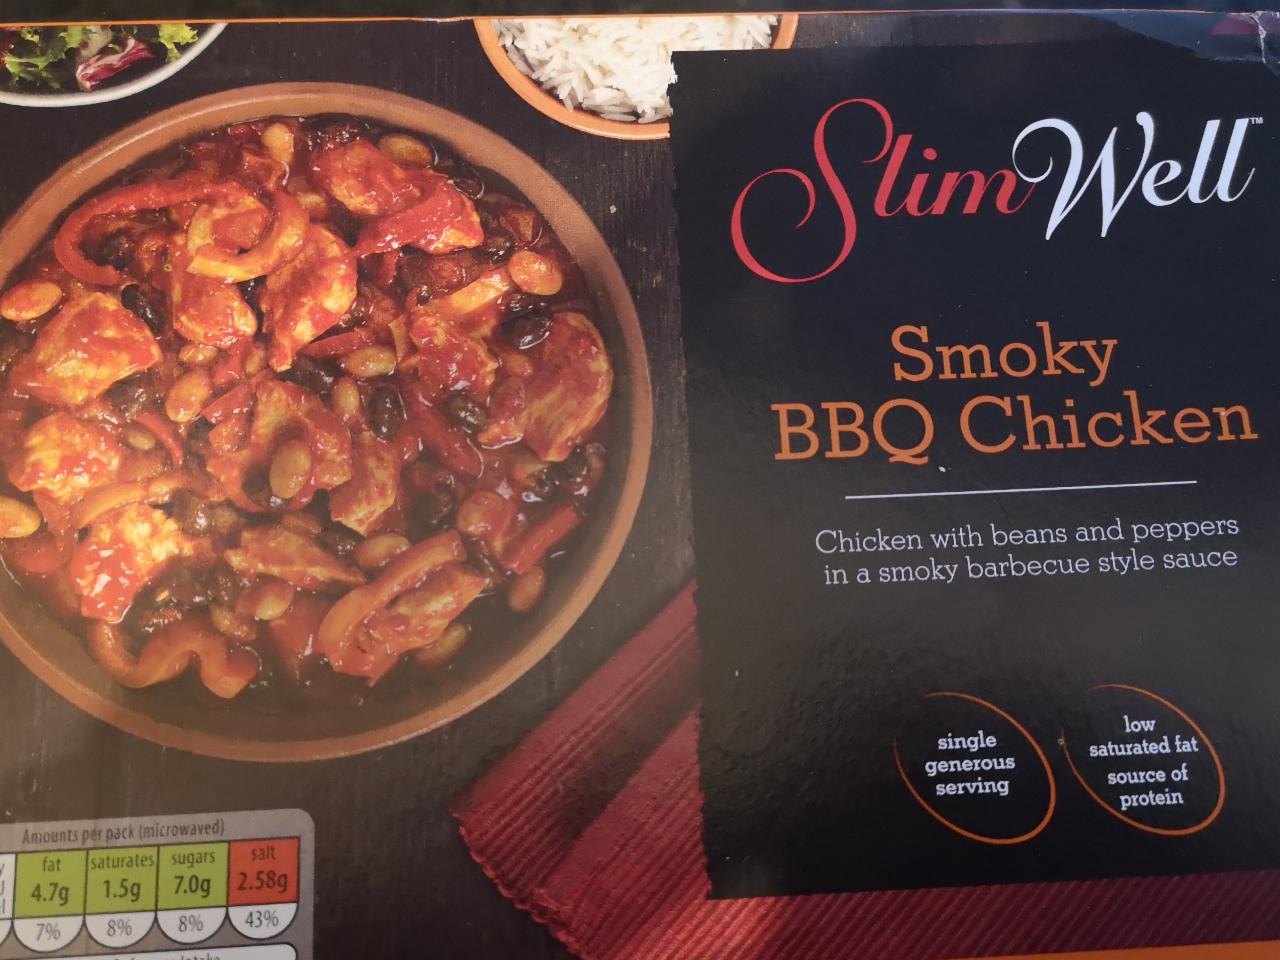 SlimWell™
Smoky
BBQ Chicken
Chicken with beans and peppers
in a smoky barbecue style sauce
single
generous
serving
low
saturated fat
source of
protein
Amounts per pack (microwaved)
fat saturates sugars salt
4.7g 1.5g 7.0g 2.58g
7% 8% 8% 43%